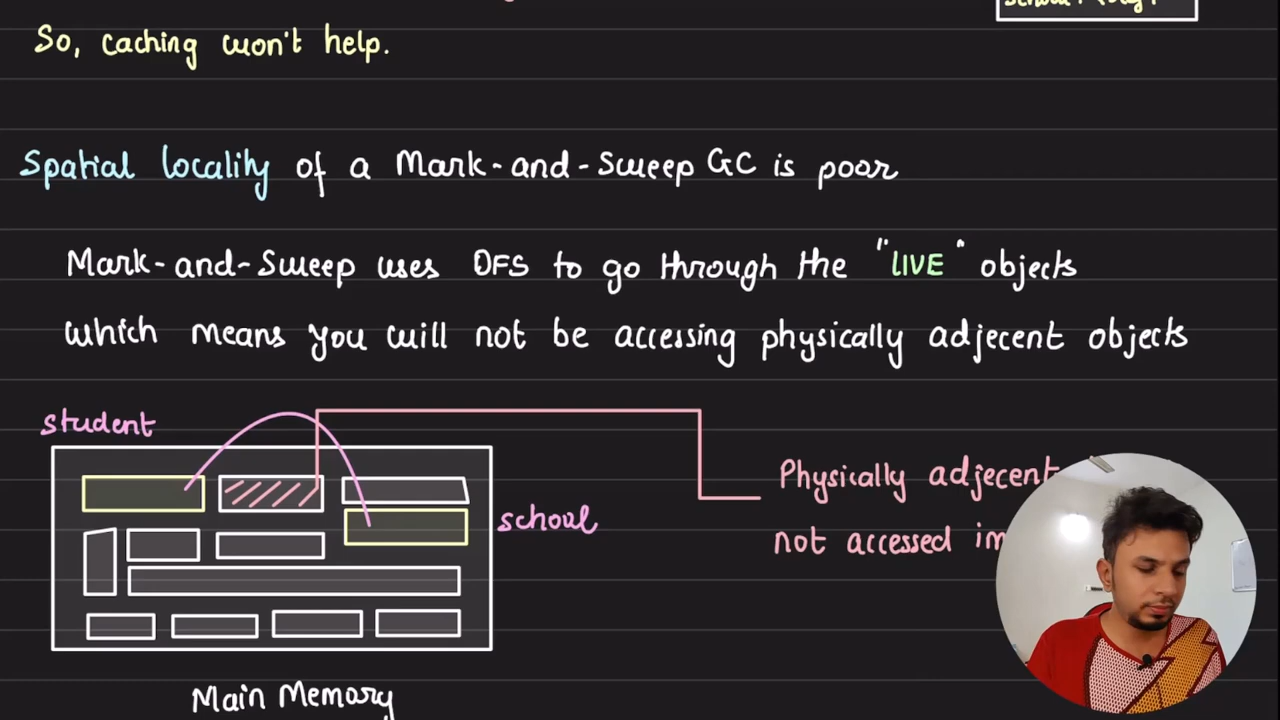 So, caching won't help.
Spatial locality of a Mark-and-Sweep GC is poor
Mark-and-Sweep uses DFS to go through the "LIVE" objects
which means you will not be accessing physically adjecent objects
student
Physically adjecent
school
not accessed
Main Memory